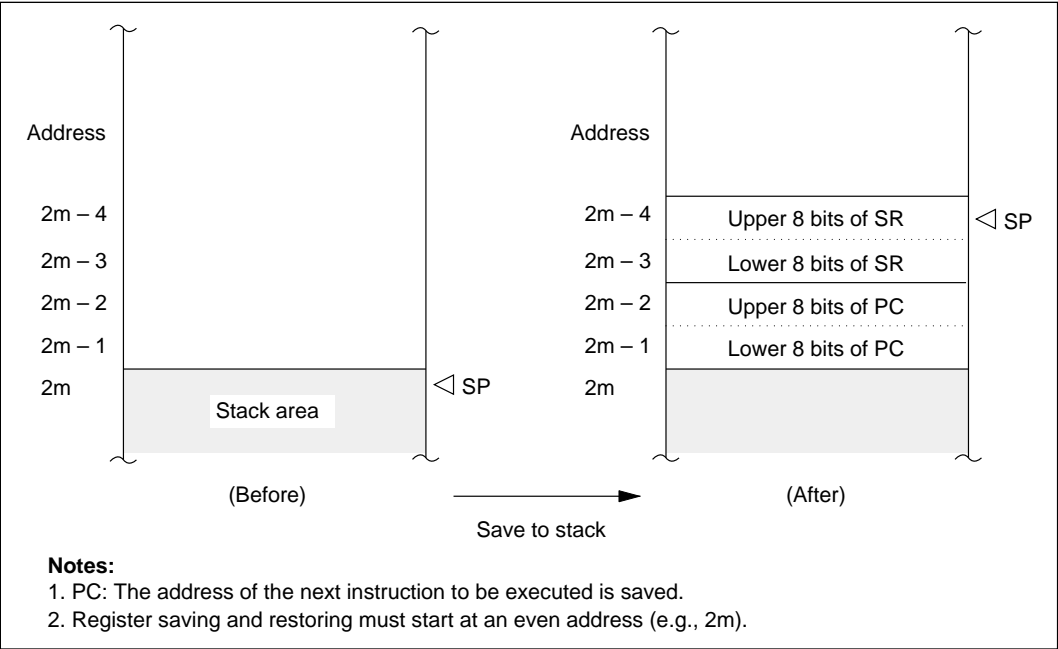 Address
2m – 4
2m – 3
2m – 2
2m – 1
2m
SP
Stack area
(Before)
Address
2m – 4 Upper 8 bits of SR
SP
2m – 3 Lower 8 bits of SR
2m – 2 Upper 8 bits of PC
2m – 1 Lower 8 bits of PC
2m
(After)
Save to stack
Notes:
1. PC: The address of the next instruction to be executed is saved.
2. Register saving and restoring must start at an even address (e.g., 2m).